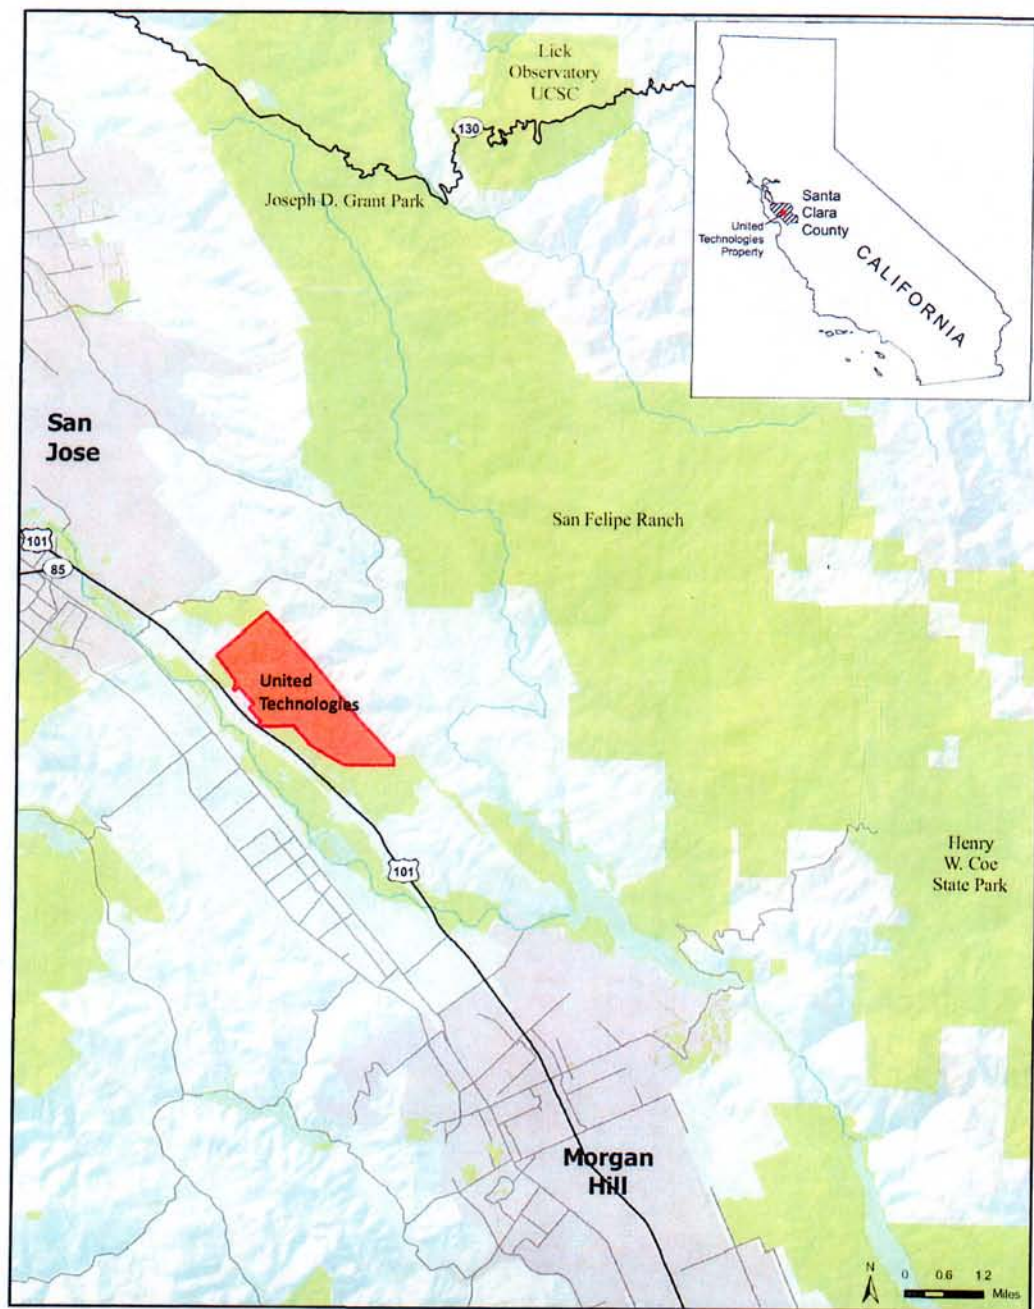 Lick
Observatory
UCSC
130
Joseph D. Grant Park
Santa
Clara
County
United
Technologies
Property
CALIFORNIA
San
Jose
San Felipe Ranch
101
85
United
Technologies
101
Henry
W. Coe
State Park
Morgan
Hill
N
0 0.6 1.2
Miles